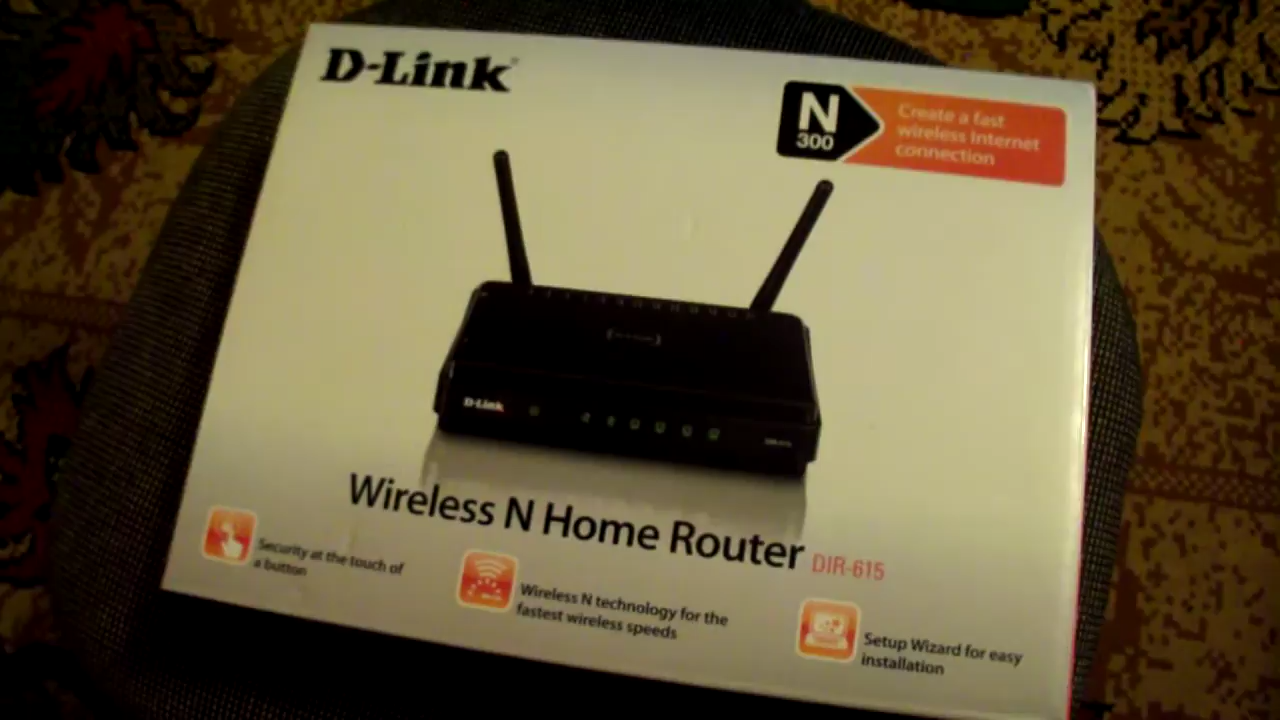 D-Link
N
300
Create a fast
wireless Internet
connection
D-Link
Wireless N Home Router DIR-615
Security at the touch of
a button
Wireless N technology for the
fastest wireless speeds
Setup Wizard for easy
installation